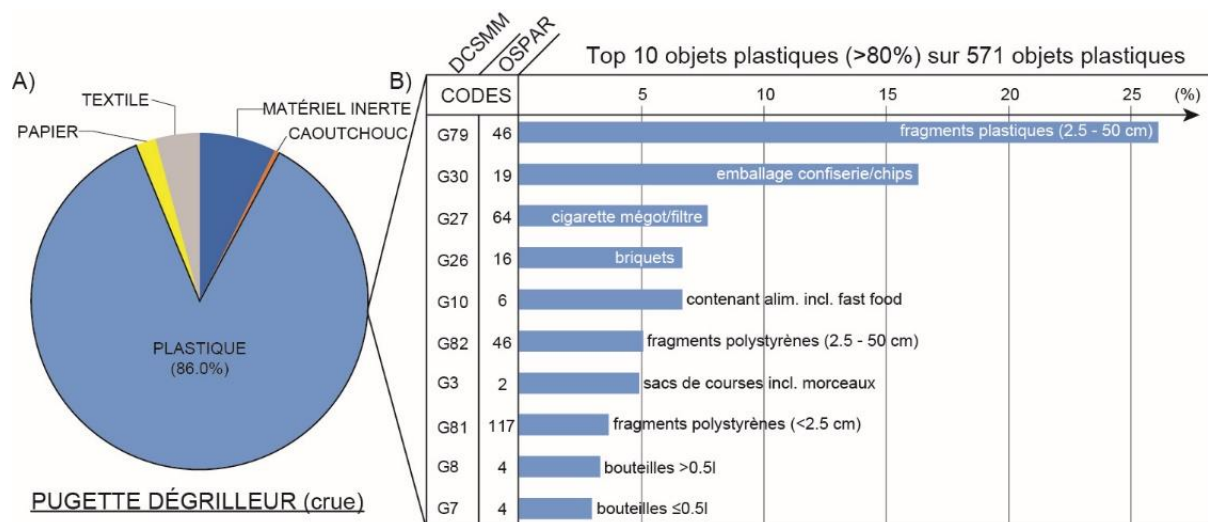 A)
TEXTILE
PAPIER
MATÉRIEL INERTE
CAOUTCHOUC
PLASTIQUE
(86.0%)
PUGETTE DÉGRILLEUR (crue)
B)
DCSMM
OSPAR
Top 10 objets plastiques (>80%) sur 571 objets plastiques
CODES 5 10 15 20 25 (%)
G79 46 fragments plastiques (2.5 - 50 cm)
G30 19 emballage confiserie/chips
G27 64 cigarette mégot/filtre
G26 16 briquets
G10 6 contenant alim. incl. fast food
G82 46 fragments polystyrènes (2.5 - 50 cm)
G3 2 sacs de courses incl. morceaux
G81 117 fragments polystyrènes (<2.5 cm)
G8 4 bouteilles >0.5l
G7 4 bouteilles ≤0.5l